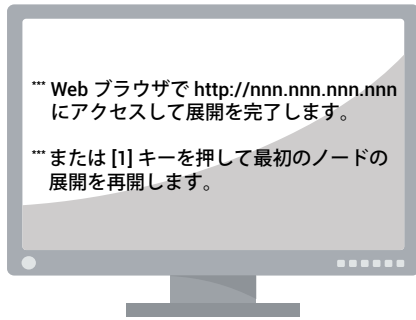 *** Web ブラウザで http://nnn.nnn.nnn.nnn
にアクセスして展開を完了します。
*** または [1] キーを押して最初のノードの
展開を再開します。